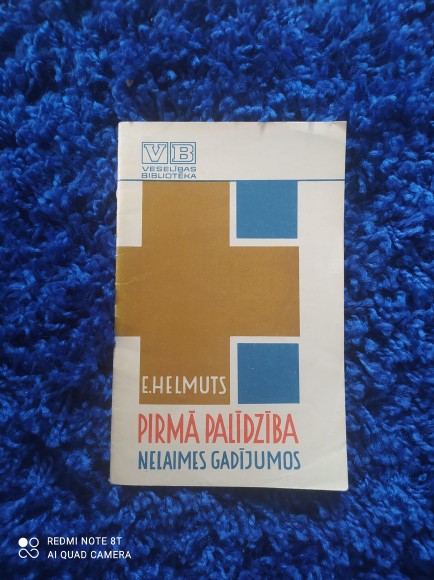 VB
VESELĪBAS
BIBLIOTĒKA
E.HELMUTS
PIRMĀ PALĪDZĪBA
NELAIMES GADĪJUMOS
REDMI NOTE 8T
AI QUAD CAMERA